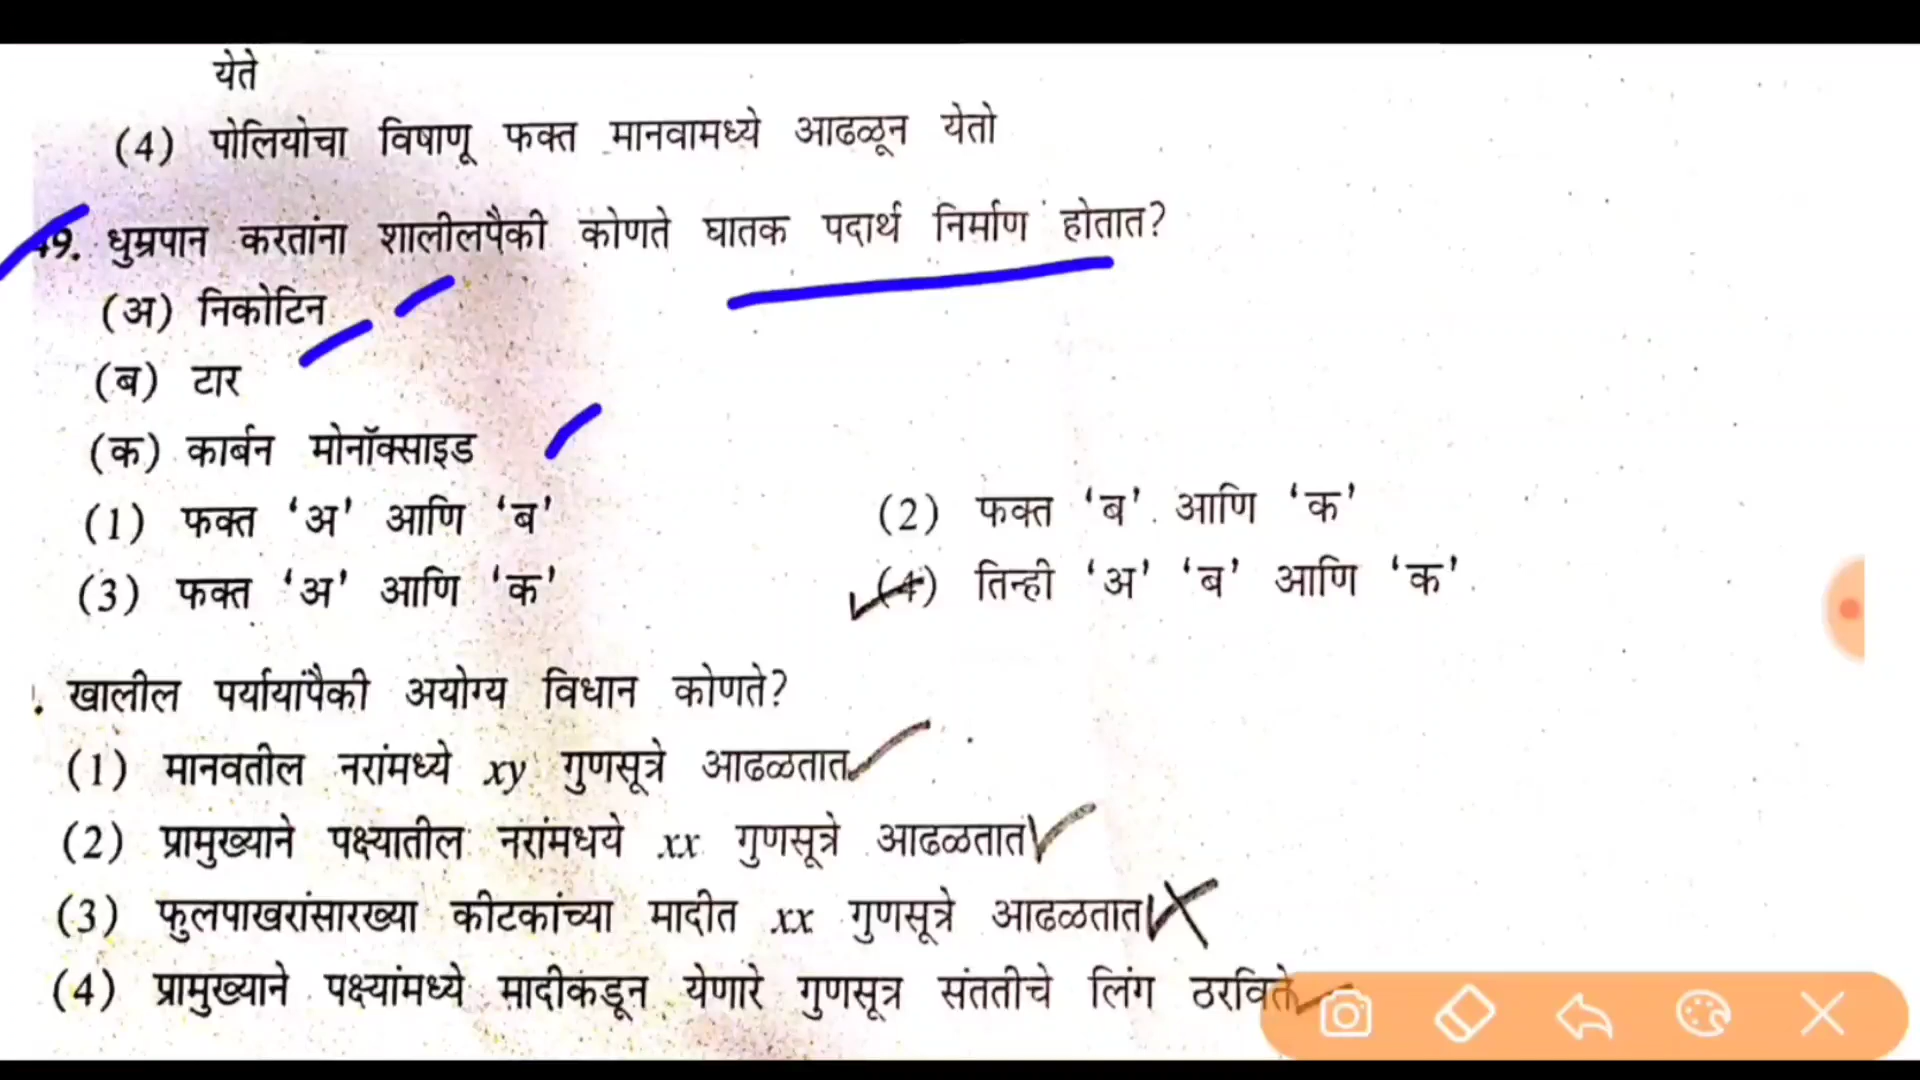 येते
(4) पोलियोचा विषाणू फक्त मानवामध्ये आढळून येतो
49. धुम्रपान करतांना शालीलपैकी कोणते घातक पदार्थ निर्माण होतात?
(अ) निकोटिन
(ब) टार
(क) कार्बन मोनॉक्साइड
(1) फक्त 'अ' आणि 'ब' (2) फक्त 'ब' आणि 'क'
(3) फक्त 'अ' आणि 'क' (4) तिन्ही 'अ' 'ब' आणि 'क'
. खालील पर्यायांपैकी अयोग्य विधान कोणते?
(1) मानवतील नरांमध्ये xy गुणसूत्रे आढळतात
(2) प्रामुख्याने पक्ष्यातील नरांमधये xx गुणसूत्रे आढळतात
(3) फुलपाखरांसारख्या कीटकांच्या मादीत xx गुणसूत्रे आढळतात
(4) प्रामुख्याने पक्ष्यांमध्ये मादीकडून येणारे गुणसूत्र संततीचे लिंग ठरविते